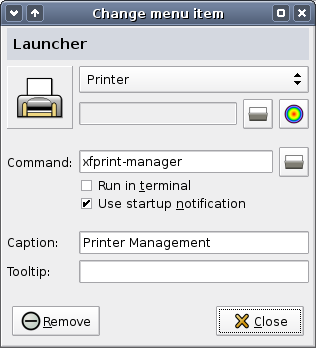 Change menu item
Launcher
Printer
Command: xfprint-manager
Run in terminal
Use startup notification
Caption: Printer Management
Tooltip:
Remove Close